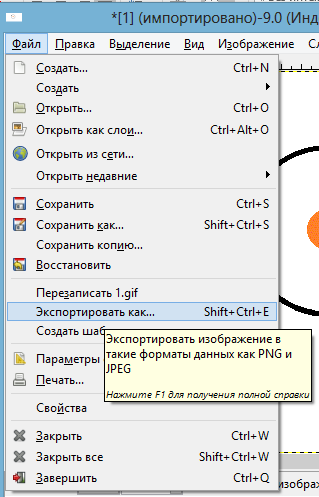 *[1] (импортировано)-9.0 (Инд
Файл Правка Выделение Вид Изображение
Создать... Ctrl+N
Создать
Открыть... Ctrl+O
Открыть как слои... Ctrl+Alt+O
Открыть из сети...
Открыть недавние
Сохранить Ctrl+S
Сохранить как... Shift+Ctrl+S
Сохранить копию...
Восстановить
Перезаписать 1.gif
Экспортировать как... Shift+Ctrl+E
Создать шаб
Экспортировать изображение в
такие форматы данных как PNG и
JPEG
Нажмите F1 для получения полной справки
Параметры
Печать...
Свойства
Закрыть Ctrl+W
Закрыть все Shift+Ctrl+W
Завершить Ctrl+Q